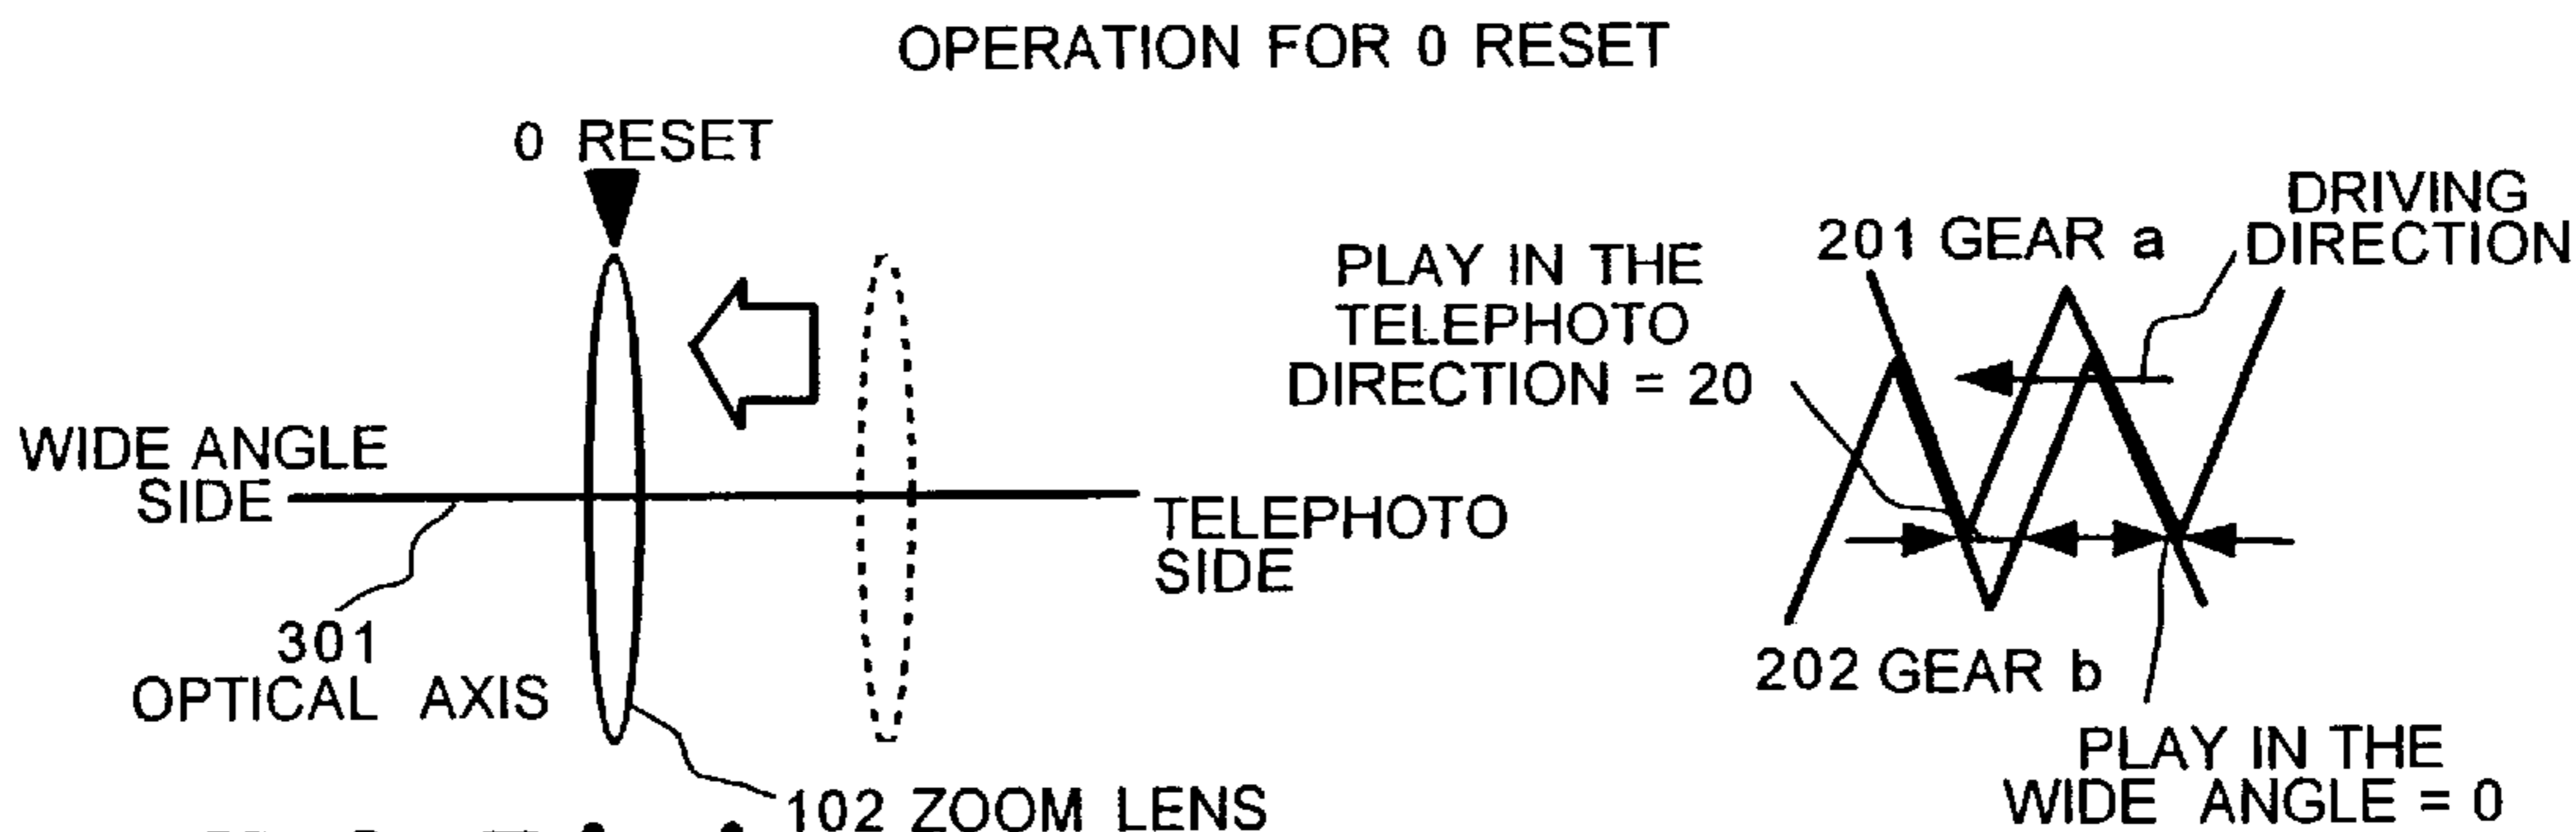 OPERATION FOR 0 RESET
0 RESET
WIDE ANGLE
SIDE
TELEPHOTO
SIDE
301
OPTICAL AXIS
102 ZOOM LENS
PLAY IN THE
TELEPHOTO
DIRECTION = 20
201 GEAR a
DRIVING
DIRECTION
202 GEAR b
PLAY IN THE
WIDE ANGLE = 0